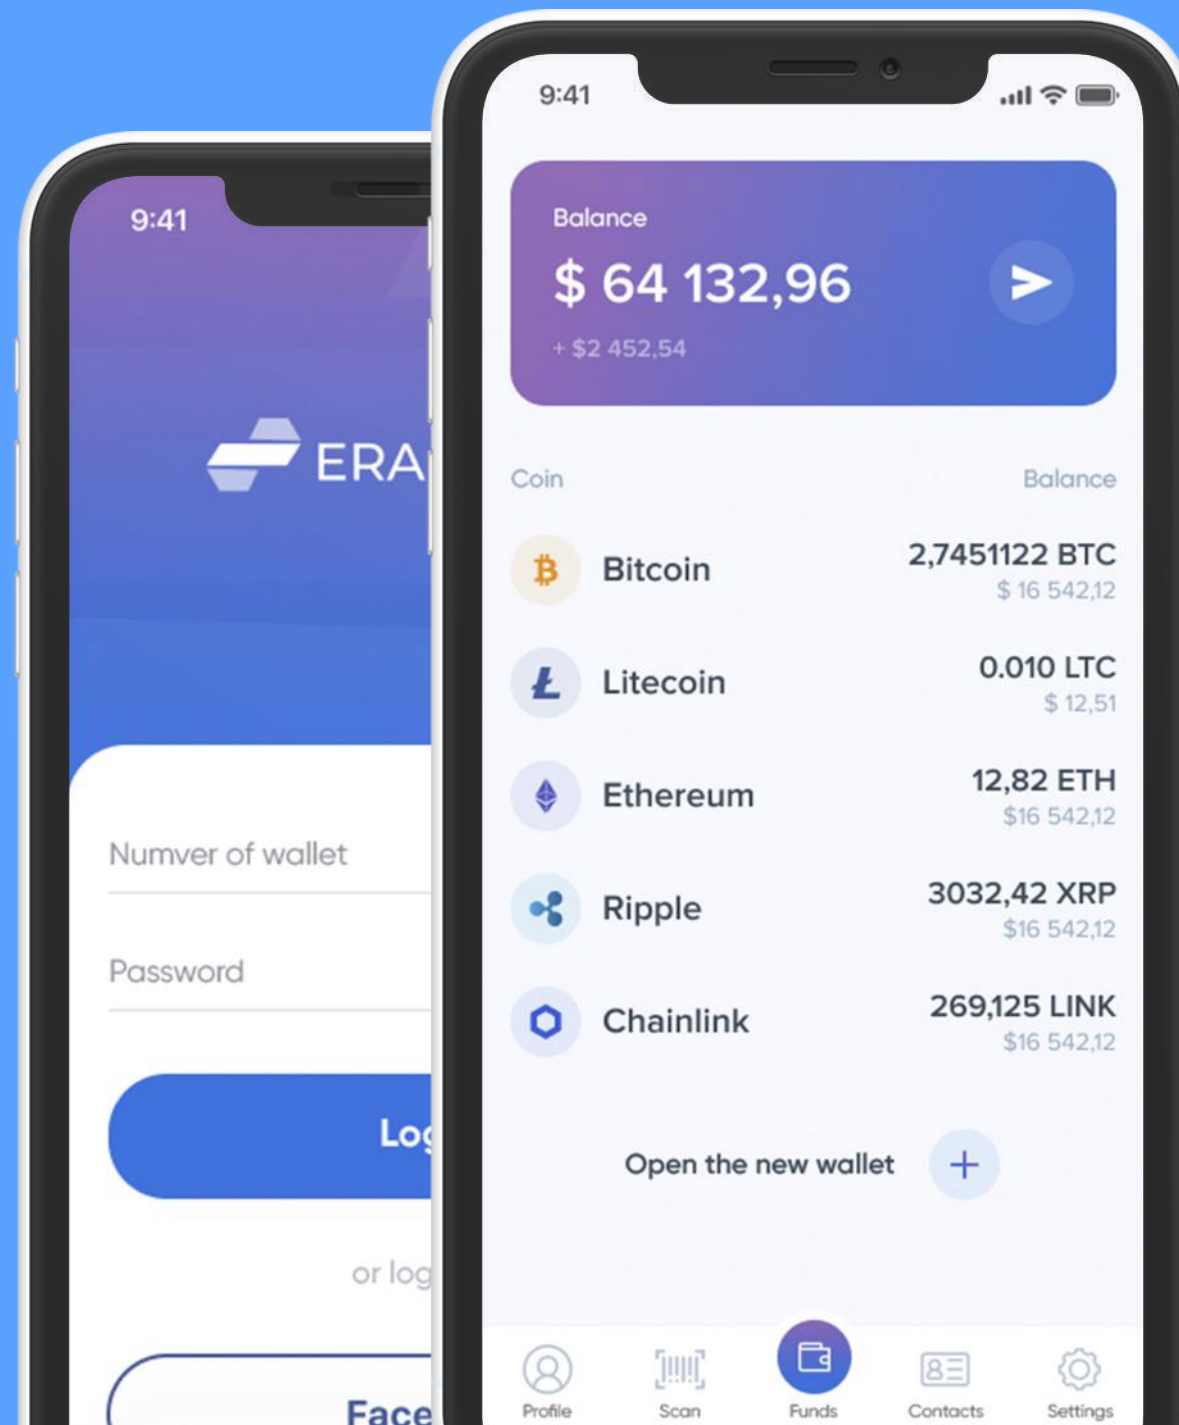 9:41
ERA
Numver of wallet
Password
Log
or log
Face
9:41
Balance
$ 64 132,96
+ $2 452,54
Coin Balance
Bitcoin 2,7451122 BTC
$ 16 542,12
Litecoin 0.010 LTC
$ 12,51
Ethereum 12,82 ETH
$16 542,12
Ripple 3032,42 XRP
$16 542,12
Chainlink 269,125 LINK
$16 542,12
Open the new wallet
Profile Scan Funds Contacts Settings